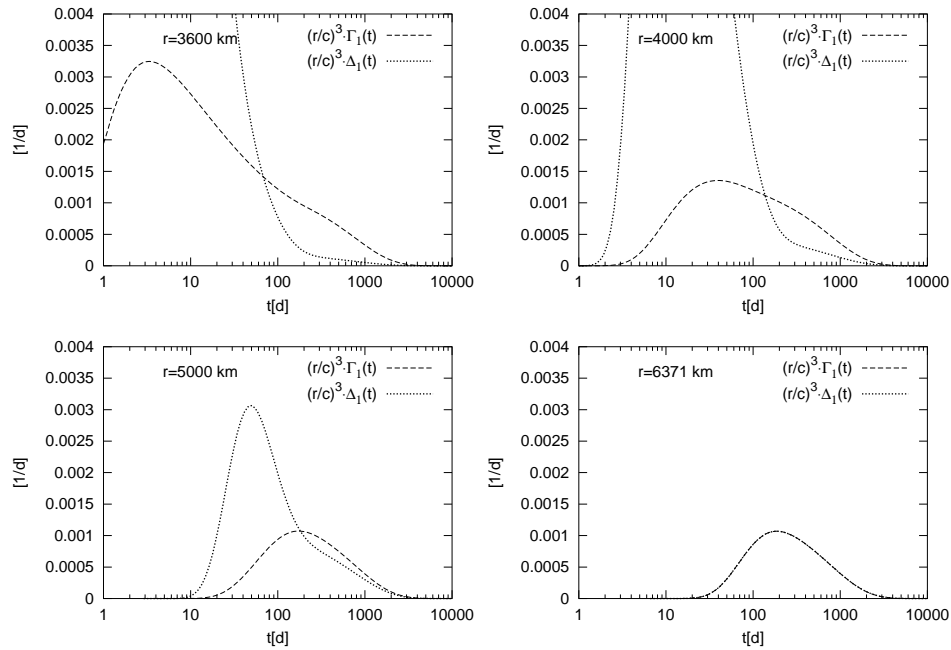 0.004
0.0035
0.003
0.0025
0.002
0.0015
0.001
0.0005
0
[1/d]
1 10 100 1000 10000
t[d]
r=3600 km
(r/c)³·Γ₁(t)
(r/c)³·Δ₁(t)
0.004
0.0035
0.003
0.0025
0.002
0.0015
0.001
0.0005
0
[1/d]
1 10 100 1000 10000
t[d]
r=4000 km
(r/c)³·Γ₁(t)
(r/c)³·Δ₁(t)
0.004
0.0035
0.003
0.0025
0.002
0.0015
0.001
0.0005
0
[1/d]
1 10 100 1000 10000
t[d]
r=5000 km
(r/c)³·Γ₁(t)
(r/c)³·Δ₁(t)
0.004
0.0035
0.003
0.0025
0.002
0.0015
0.001
0.0005
0
[1/d]
1 10 100 1000 10000
t[d]
r=6371 km
(r/c)³·Γ₁(t)
(r/c)³·Δ₁(t)